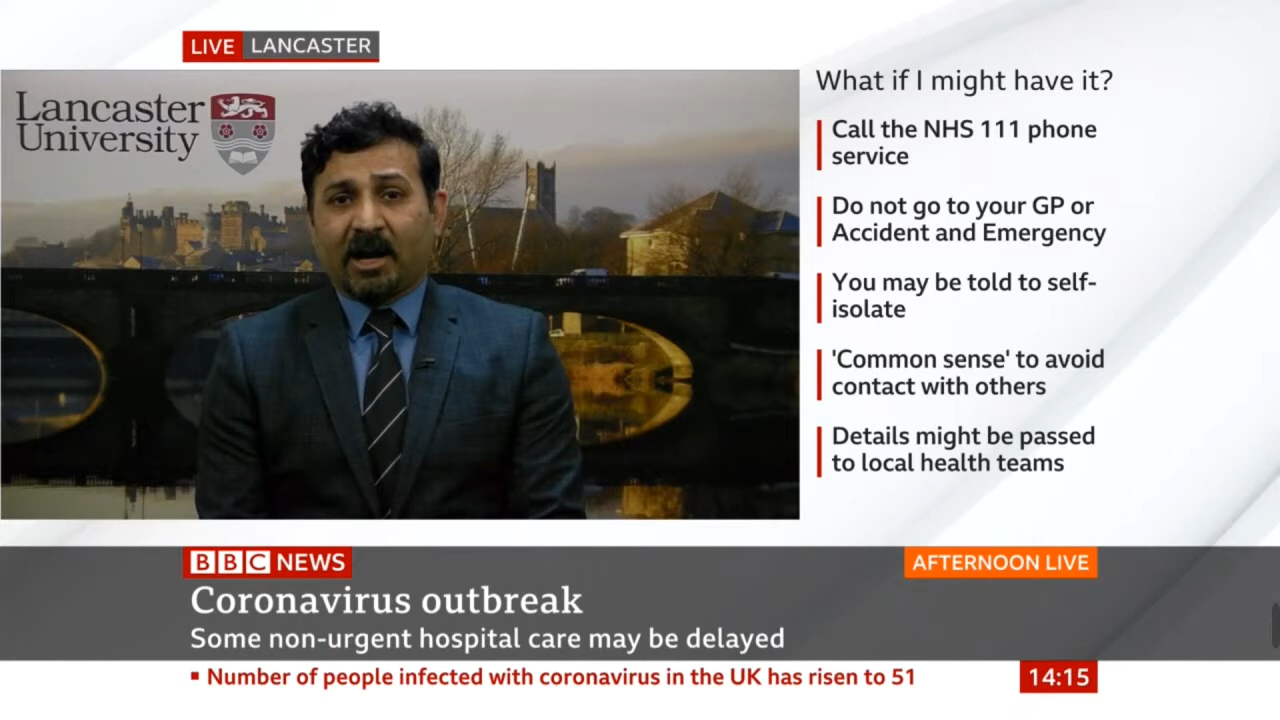 LIVE LANCASTER
Lancaster
University
What if I might have it?
Call the NHS 111 phone
service
Do not go to your GP or
Accident and Emergency
You may be told to self-
isolate
'Common sense' to avoid
contact with others
Details might be passed
to local health teams
BBC NEWS
AFTERNOON LIVE
Coronavirus outbreak
Some non-urgent hospital care may be delayed
Number of people infected with coronavirus in the UK has risen to 51
14:15